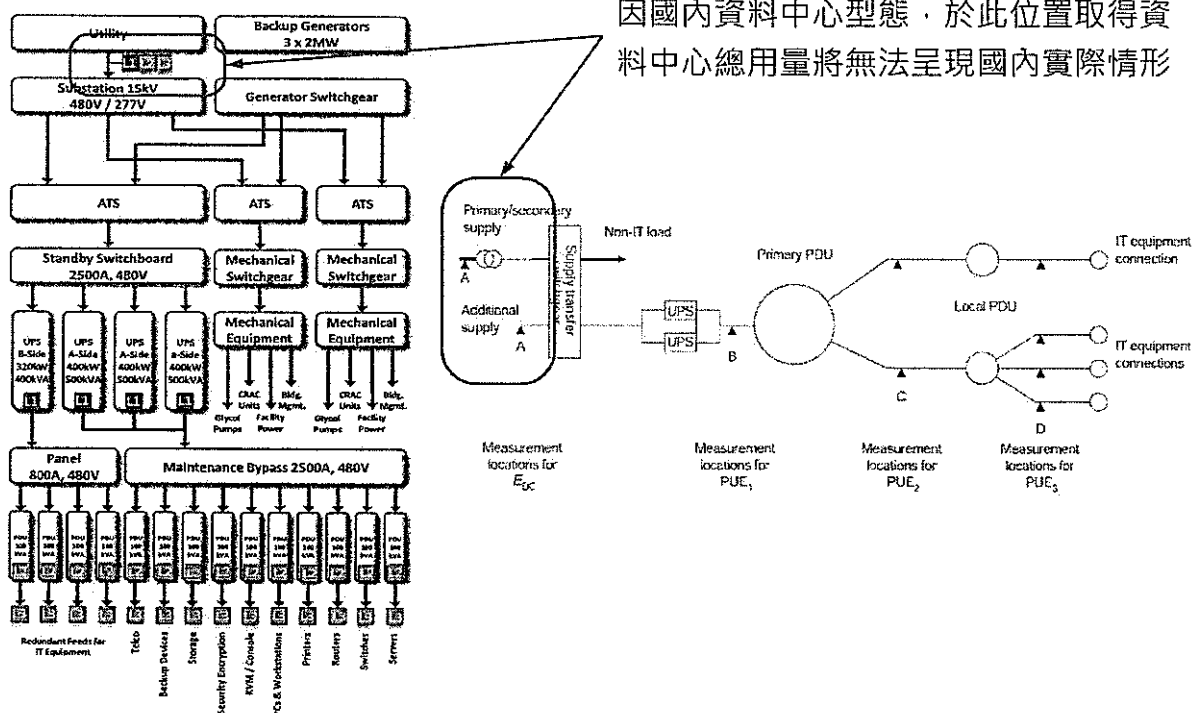 因國內資料中心型態，於此位置取得資
料中心總用量將無法呈現國內實際情形
Utility
Backup Generators
3 x 2MW
Substation 15kV
480V / 277V
Generator Switchgear
ATS
ATS
ATS
Standby Switchboard
2500A, 480V
Mechanical
Switchgear
Mechanical
Switchgear
UPS
B-Side
320kW
400kVA
UPS
A-Side
400kW
500kVA
UPS
A-Side
400kW
500kVA
UPS
400kW
500kVA
Mechanical
Equipment
Mechanical
Equipment
Glycol
Pumps
CRAC
Units
Facility
Power
Bldg.
Mgmt.
Glycol
Pumps
CRAC
Units
Facility
Power
Bldg.
Mgmt.
Panel
800A, 480V
Maintenance Bypass 2500A, 480V
Redundant Feeds for
IT Equipment
Telco
Backup Devices
Storage
Security Encryption
KVM / Console
PCs & Workstations
Printers
Routers
Switches
Servers
Primary/secondary
supply
A
Additional
supply
A
Supply transfer
Non-IT load
UPS
UPS
B
Primary PDU
C
Local PDU
D
IT equipment
connection
IT equipment
connections
Measurement
locations for
E_DC
Measurement
locations for
PUE₁
Measurement
locations for
PUE₂
Measurement
locations for
PUE₃